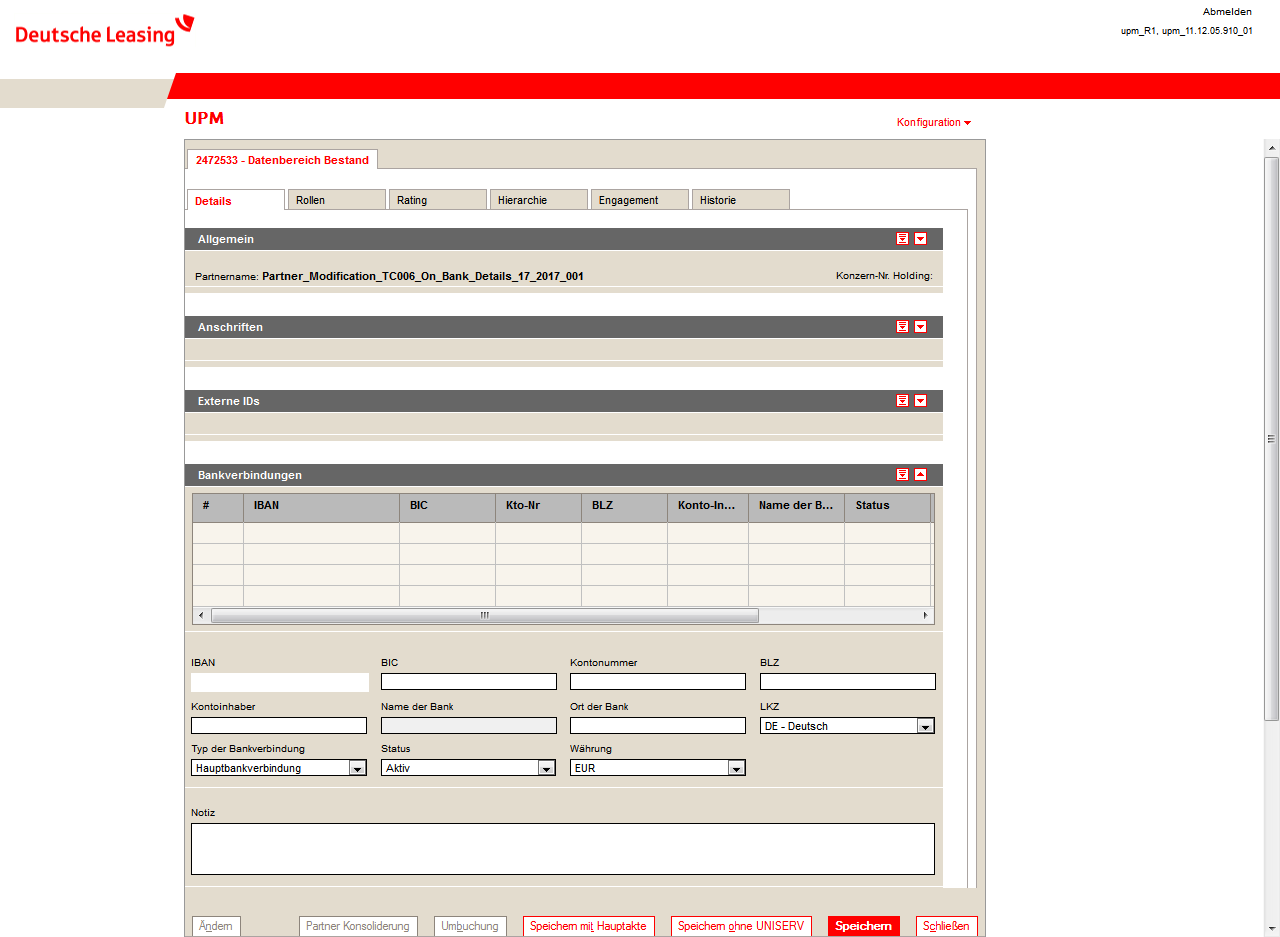 Deutsche Leasing
Abmelden
upm_R1, upm_11.12.05.910_01
UPM
Konfiguration
2472533 - Datenbereich Bestand
Details Rollen Rating Hierarchie Engagement Historie
Allgemein
Partnername: Partner_Modification_TC006_On_Bank_Details_17_2017_001 Konzern-Nr. Holding:
Anschriften
Externe IDs
Bankverbindungen
# IBAN BIC Kto-Nr BLZ Konto-In... Name der B... Status
IBAN BIC Kontonummer BLZ
Kontoinhaber Name der Bank Ort der Bank LKZ
DE - Deutsch
Typ der Bankverbindung Status Währung
Hauptbankverbindung Aktiv EUR
Notiz
Ändern Partner Konsolidierung Umbuchung Speichern mit Hauptakte Speichern ohne UNISERV Speichern Schließen